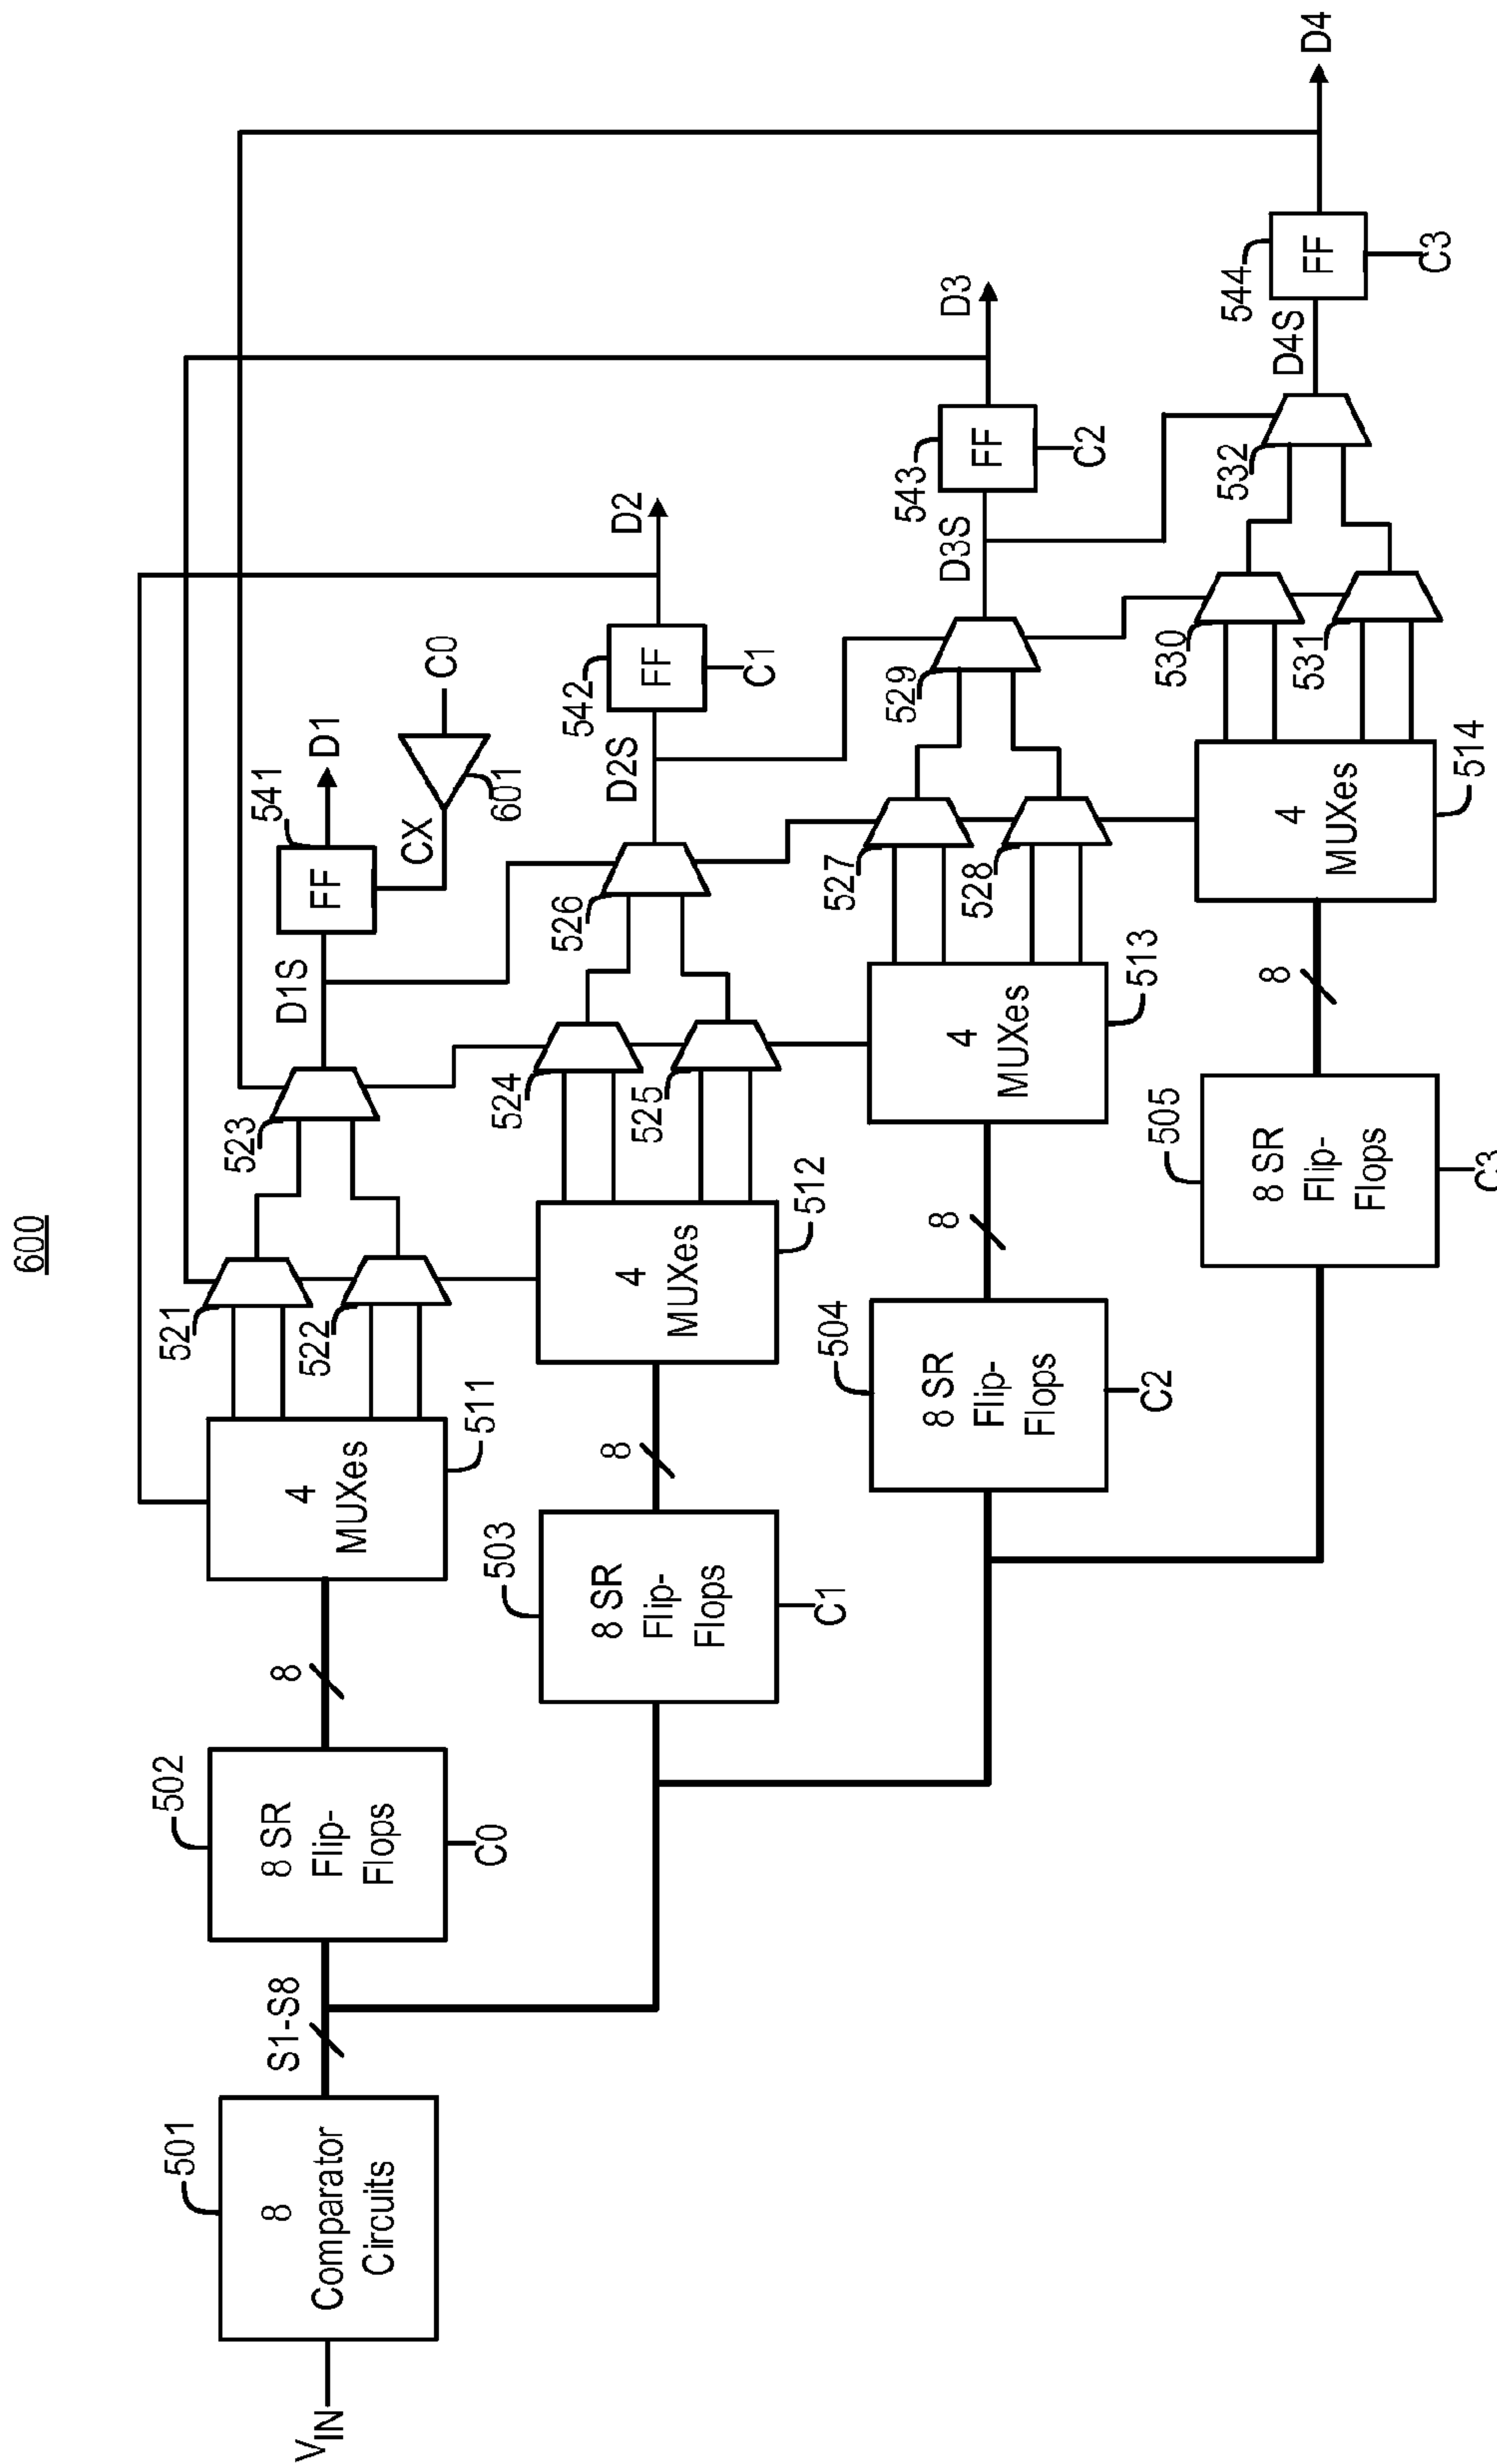 600
V_IN
501
8
Comparator
Circuits
S1-S8
502
8 SR
Flip-
Flops
C0
8
4
MUXes
511
521
522
523
D1S
541
FF
D1
CX
601
C0
503
8 SR
Flip-
Flops
C1
8
4
MUXes
512
524
525
526
D2S
542
FF
C1
D2
504
8 SR
Flip-
Flops
C2
8
4
MUXes
513
527
528
529
D3S
543
FF
C2
D3
505
8 SR
Flip-
Flops
C3
8
4
MUXes
514
530
531
532
D4S
544
FF
C3
D4